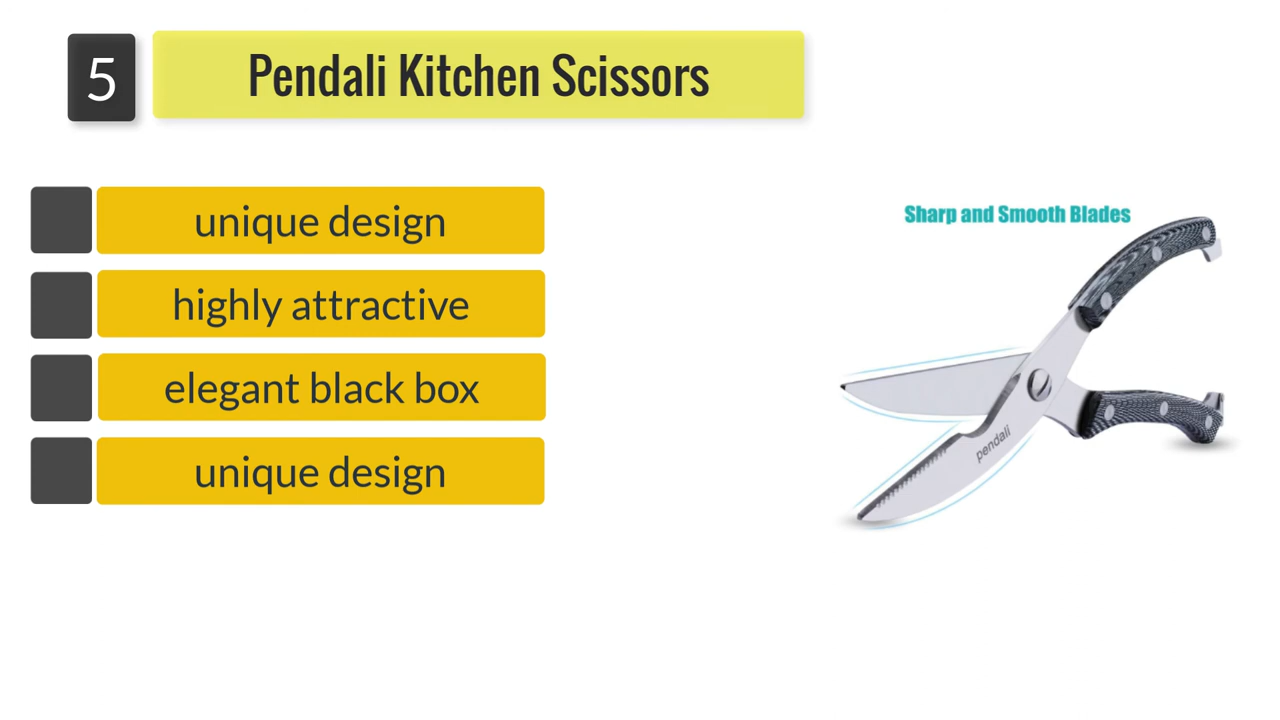 5
Pendali Kitchen Scissors
unique design
highly attractive
elegant black box
unique design
Sharp and Smooth Blades
pendali